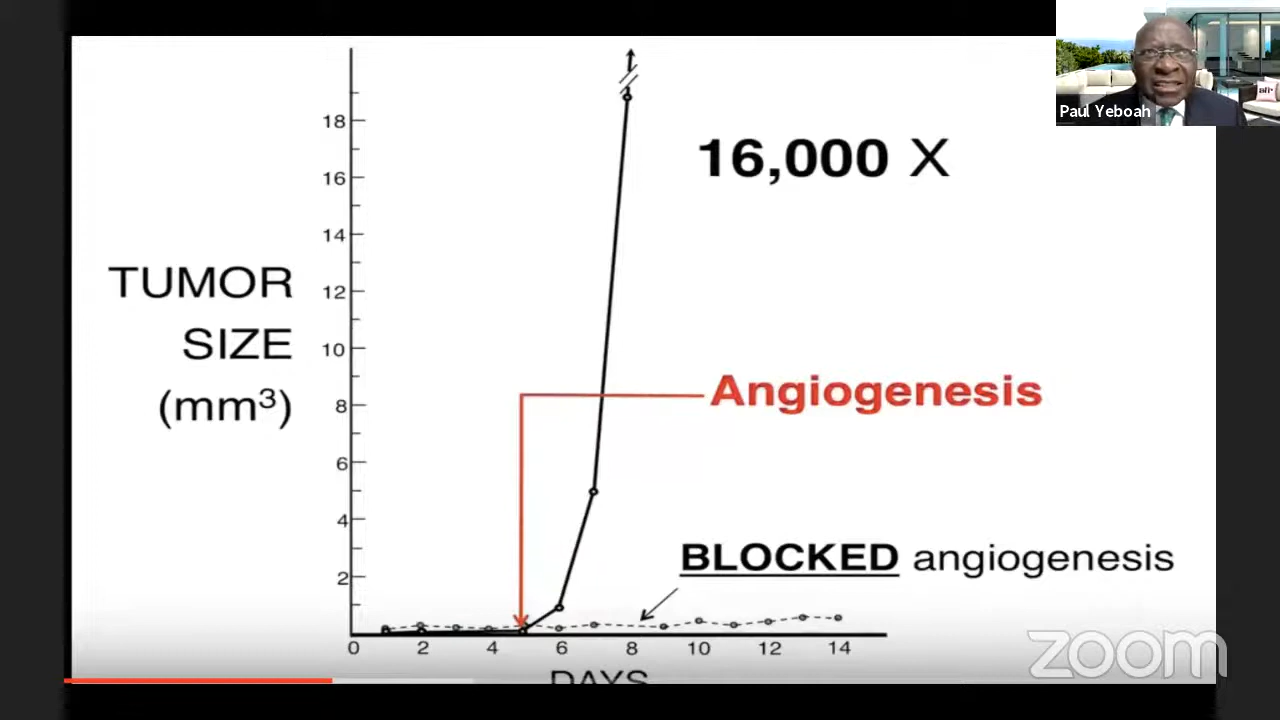 Paul Yeboah
18
16
14
12
10
8
6
4
2
16,000 X
TUMOR
SIZE
(mm³)
Angiogenesis
BLOCKED angiogenesis
0 2 4 6 8 10 12 14
DAYS
zoom